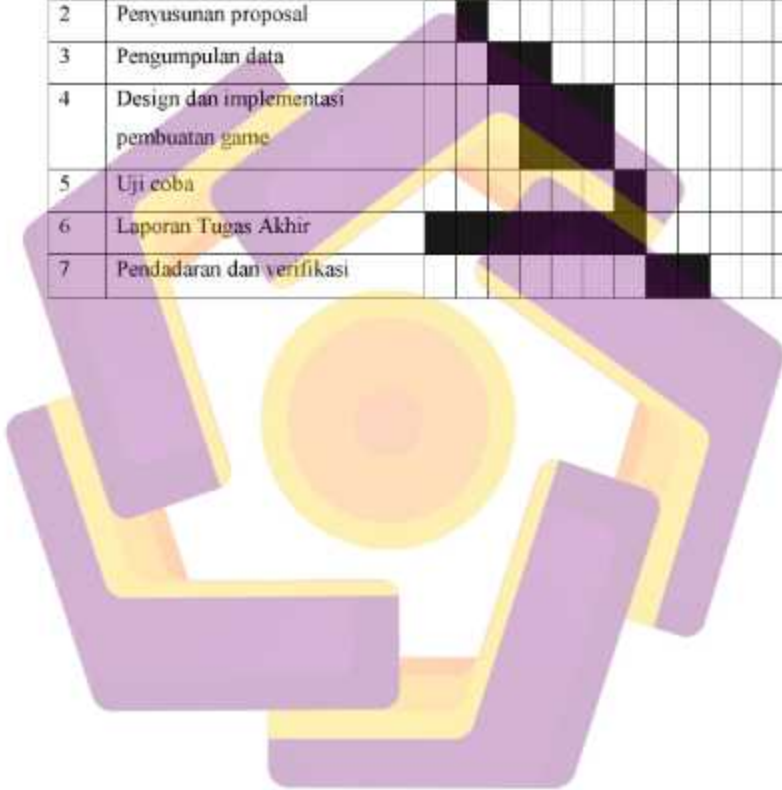 2 Penyusunan proposal
3 Pengumpulan data
4 Design dan implementasi
pembuatan game
5 Uji coba
6 Laporan Tugas Akhir
7 Pendadaran dan verifikasi